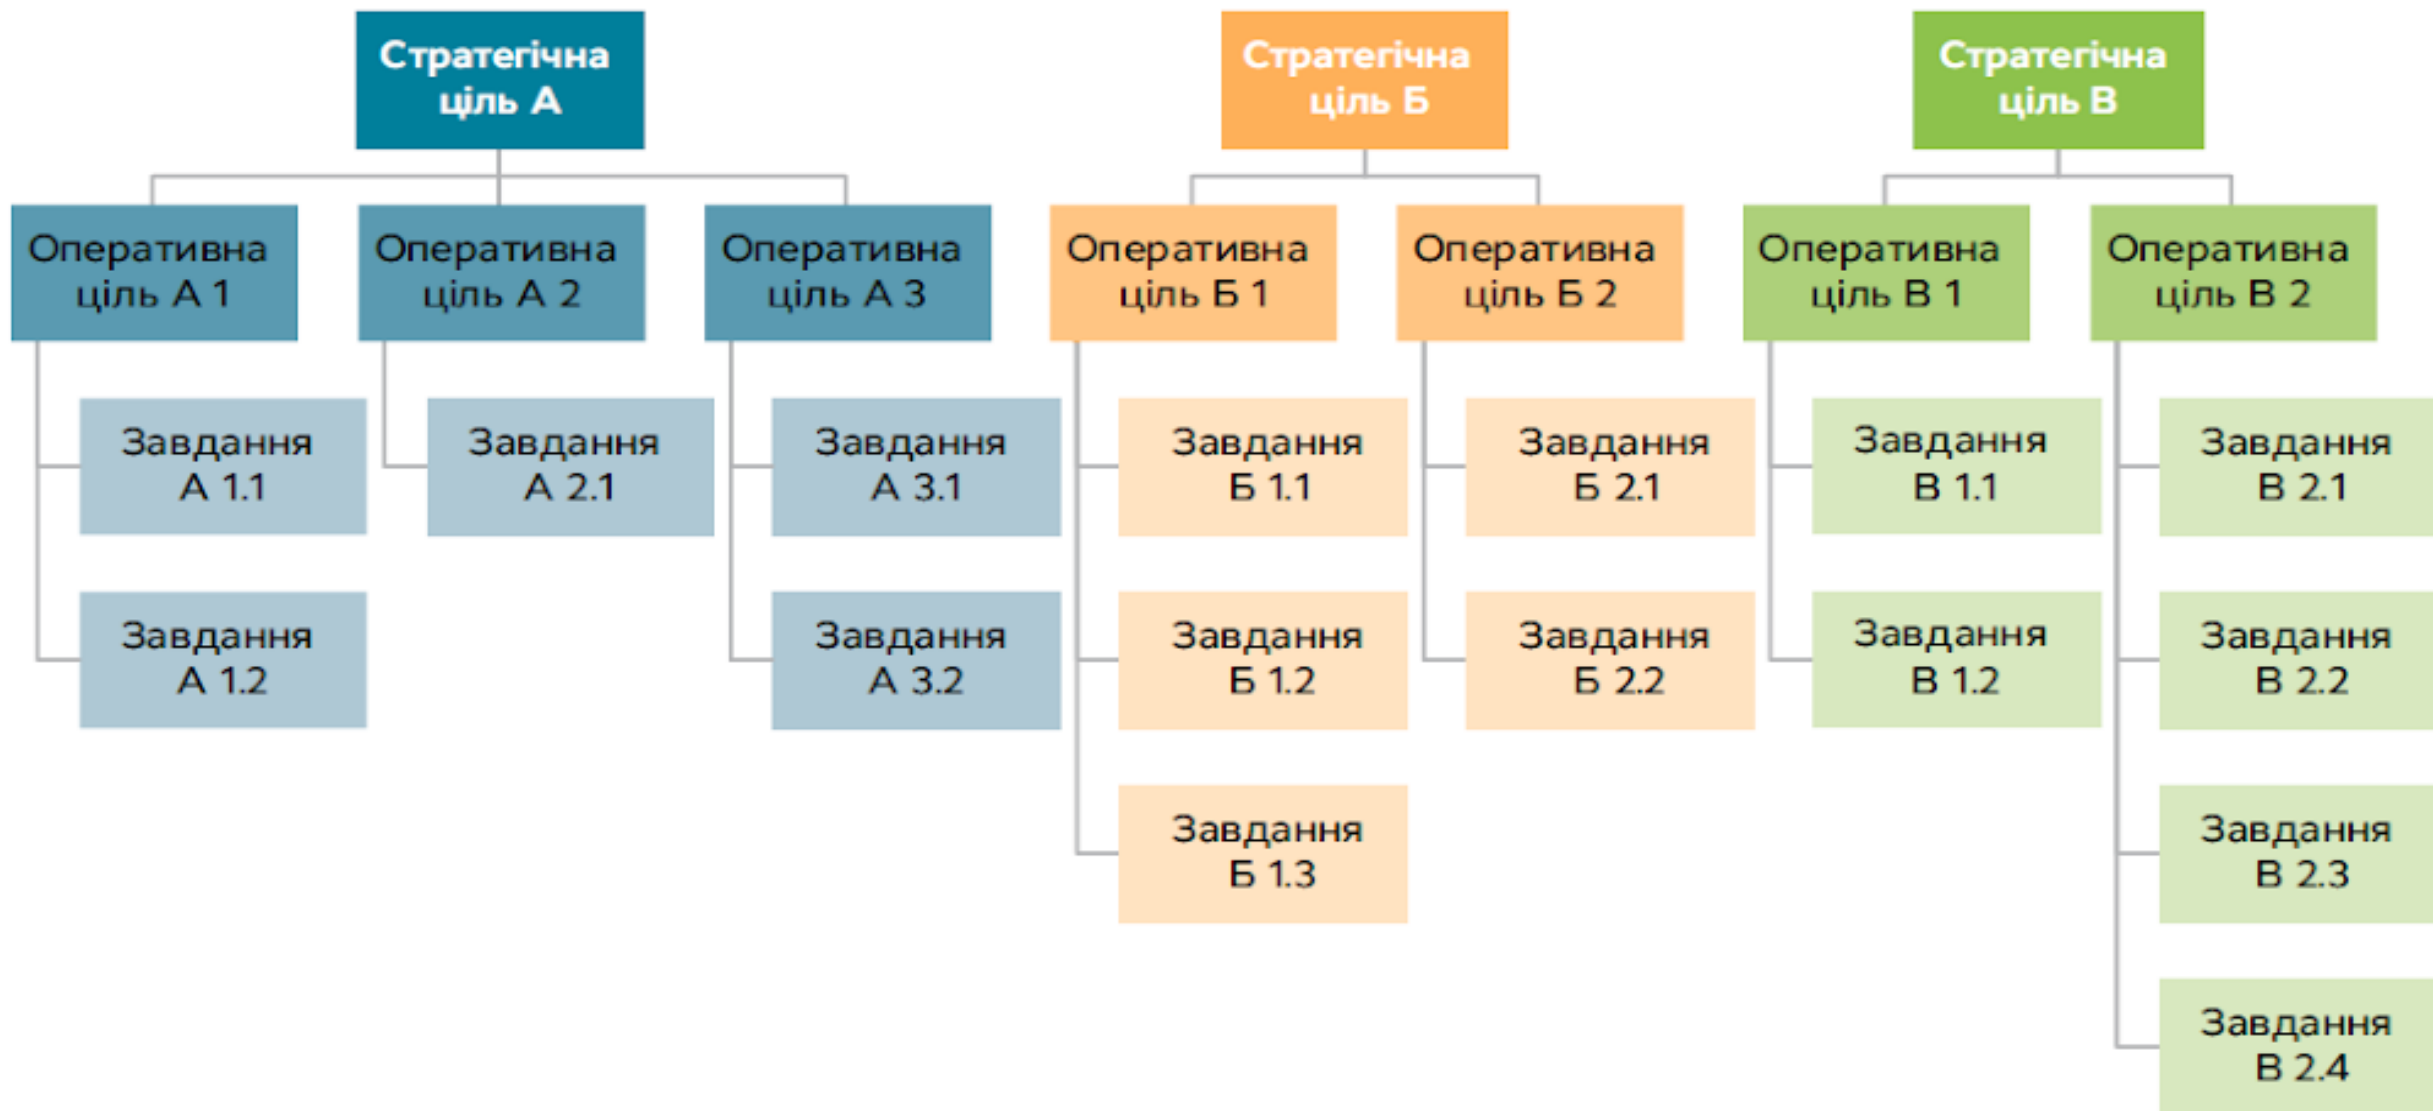 Стратегічна
ціль А
Стратегічна
ціль Б
Стратегічна
ціль В
Оперативна
ціль А 1
Оперативна
ціль А 2
Оперативна
ціль А 3
Оперативна
ціль Б 1
Оперативна
ціль Б 2
Оперативна
ціль В 1
Оперативна
ціль В 2
Завдання
А 1.1
Завдання
А 2.1
Завдання
А 3.1
Завдання
Б 1.1
Завдання
Б 2.1
Завдання
В 1.1
Завдання
В 2.1
Завдання
А 1.2
Завдання
А 3.2
Завдання
Б 1.2
Завдання
Б 2.2
Завдання
В 1.2
Завдання
В 2.2
Завдання
Б 1.3
Завдання
В 2.3
Завдання
В 2.4